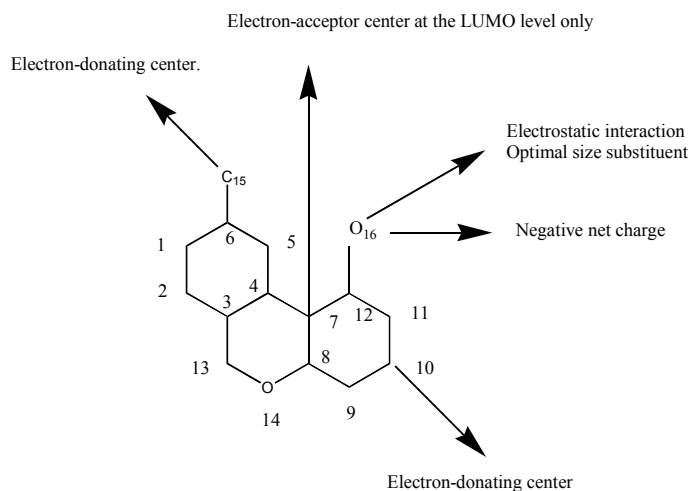 Electron-acceptor center at the LUMO level only
Electron-donating center.
Electrostatic interaction
Optimal size substituent
C15
O16
Negative net charge
1
6
5
2
3
4
7
12
11
13
8
10
O
14
9
Electron-donating center